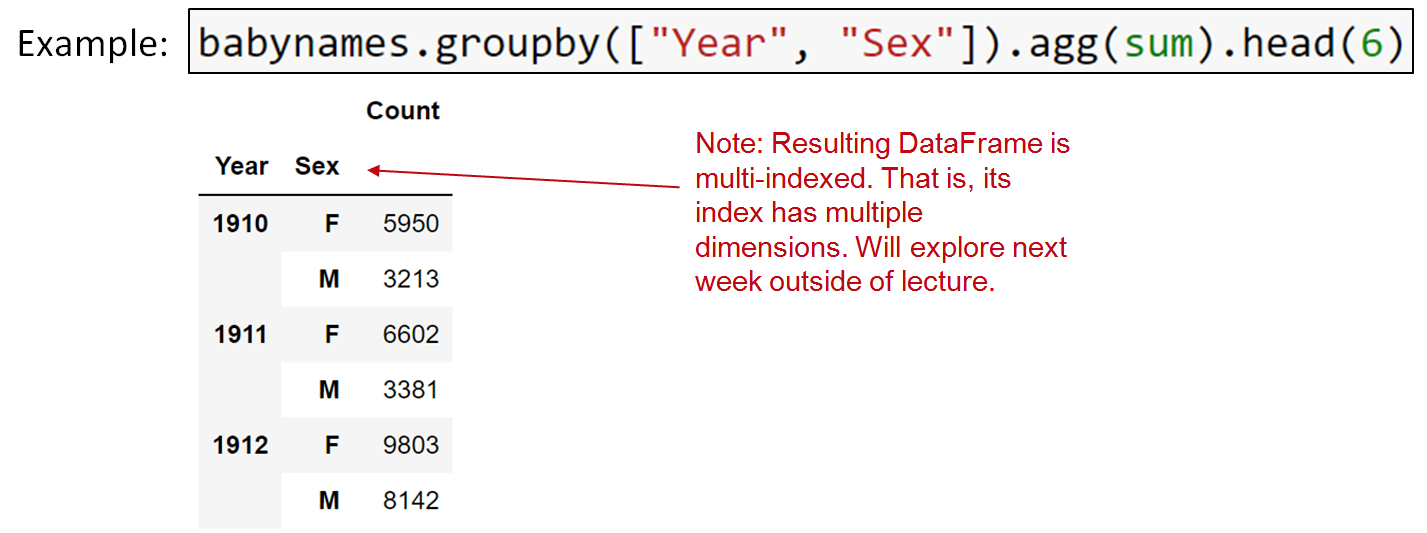 Example: babynames.groupby(["Year", "Sex"]).agg(sum).head(6)
Count
Year Sex
1910 F 5950
M 3213
1911 F 6602
M 3381
1912 F 9803
M 8142
Note: Resulting DataFrame is
multi-indexed. That is, its
index has multiple
dimensions. Will explore next
week outside of lecture.